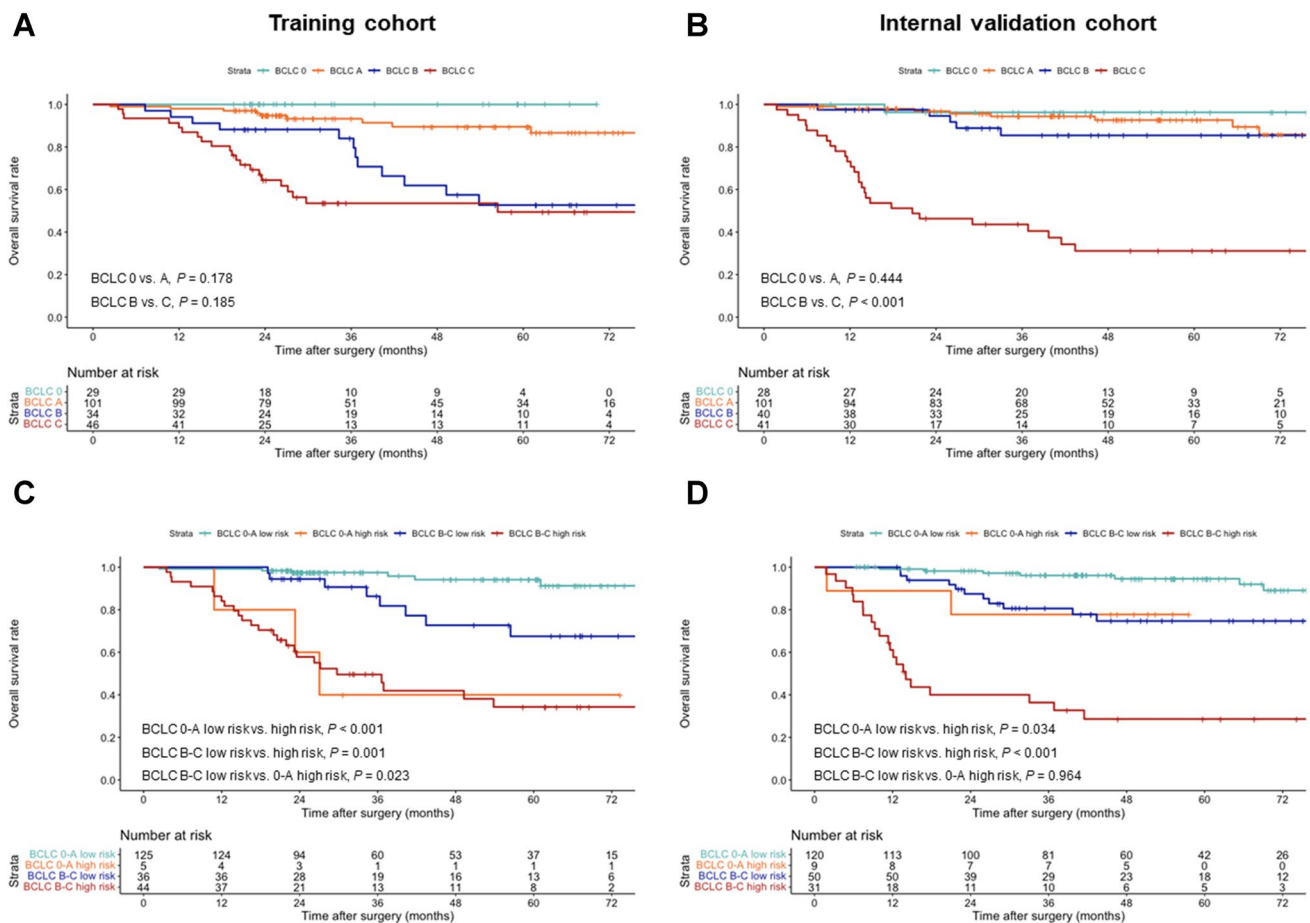 A
Training cohort
Strata BCLC 0 BCLC A BCLC B BCLC C
Overall survival rate
1.0
0.8
0.6
0.4
0.2
0.0
BCLC 0 vs. A, P = 0.178
BCLC B vs. C, P = 0.185
0 12 24 36 48 60 72
Time after surgery (months)
Number at risk
Strata
BCLC 0 29 29 18 10 9 4 0
BCLC A 101 99 79 51 45 34 16
BCLC B 34 32 24 19 14 10 4
BCLC C 46 41 25 13 13 11 4
0 12 24 36 48 60 72
Time after surgery (months)
B
Internal validation cohort
Strata BCLC 0 BCLC A BCLC B BCLC C
Overall survival rate
1.0
0.8
0.6
0.4
0.2
0.0
BCLC 0 vs. A, P = 0.444
BCLC B vs. C, P < 0.001
0 12 24 36 48 60 72
Time after surgery (months)
Number at risk
Strata
BCLC 0 28 27 24 20 13 9 5
BCLC A 101 94 83 68 52 33 21
BCLC B 40 38 33 25 19 16 10
BCLC C 41 30 17 14 10 7 5
0 12 24 36 48 60 72
Time after surgery (months)
C
Strata BCLC 0-A low risk BCLC 0-A high risk BCLC B-C low risk BCLC B-C high risk
Overall survival rate
1.0
0.8
0.6
0.4
0.2
0.0
BCLC 0-A low risk vs. high risk, P < 0.001
BCLC B-C low risk vs. high risk, P = 0.001
BCLC B-C low risk vs. 0-A high risk, P = 0.023
0 12 24 36 48 60 72
Time after surgery (months)
Number at risk
Strata
BCLC 0-A low risk 125 124 94 60 53 37 15
BCLC 0-A high risk 5 4 3 1 1 1 1
BCLC B-C low risk 36 36 28 19 16 13 6
BCLC B-C high risk 44 37 21 13 11 8 2
0 12 24 36 48 60 72
Time after surgery (months)
D
Strata BCLC 0-A low risk BCLC 0-A high risk BCLC B-C low risk BCLC B-C high risk
Overall survival rate
1.0
0.8
0.6
0.4
0.2
0.0
BCLC 0-A low risk vs. high risk, P = 0.034
BCLC B-C low risk vs. high risk, P < 0.001
BCLC B-C low risk vs. 0-A high risk, P = 0.964
0 12 24 36 48 60 72
Time after surgery (months)
Number at risk
Strata
BCLC 0-A low risk 120 113 100 81 60 42 26
BCLC 0-A high risk 9 8 7 7 5 0 0
BCLC B-C low risk 50 50 39 29 23 18 12
BCLC B-C high risk 31 18 11 10 6 5 3
0 12 24 36 48 60 72
Time after surgery (months)